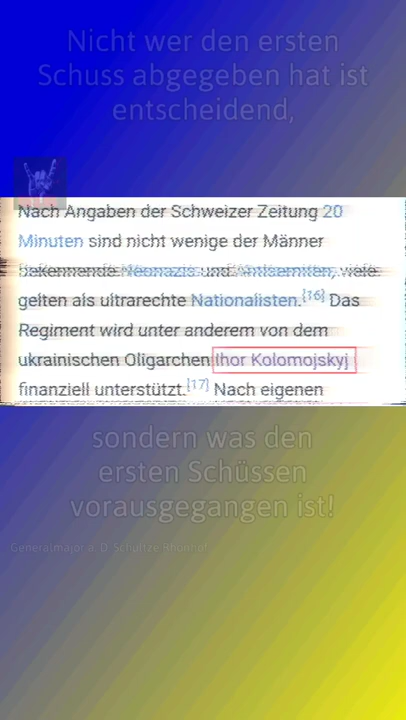 Nicht wer den ersten
Schuss abgegeben hat ist
entscheidend,
Nach Angaben der Schweizer Zeitung 20
Minuten sind nicht wenige der Männer
bekennende Neonazis und Antisemiten, viele
gelten als ultrarechte Nationalisten.[16] Das
Regiment wird unter anderem von dem
ukrainischen Oligarchen Ihor Kolomojskyj
finanziell unterstützt.[17] Nach eigenen
sondern was den
ersten Schüssen
vorausgegangen ist!
Generalmajor a. D. Schultze-Rhonhof